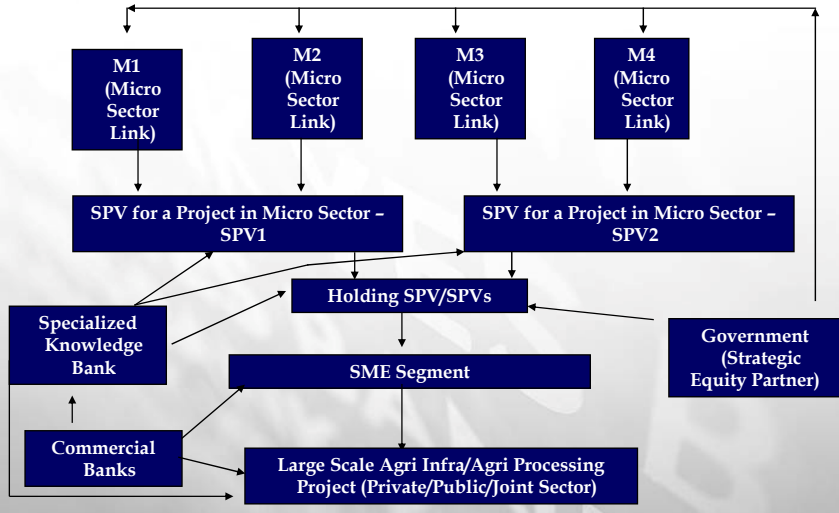 M1
(Micro
Sector
Link)
M2
(Micro
Sector
Link)
M3
(Micro
Sector
Link)
M4
(Micro
Sector
Link)
SPV for a Project in Micro Sector –
SPV1
SPV for a Project in Micro Sector –
SPV2
Holding SPV/SPVs
Specialized
Knowledge
Bank
Government
(Strategic
Equity Partner)
SME Segment
Commercial
Banks
Large Scale Agri Infra/Agri Processing
Project (Private/Public/Joint Sector)